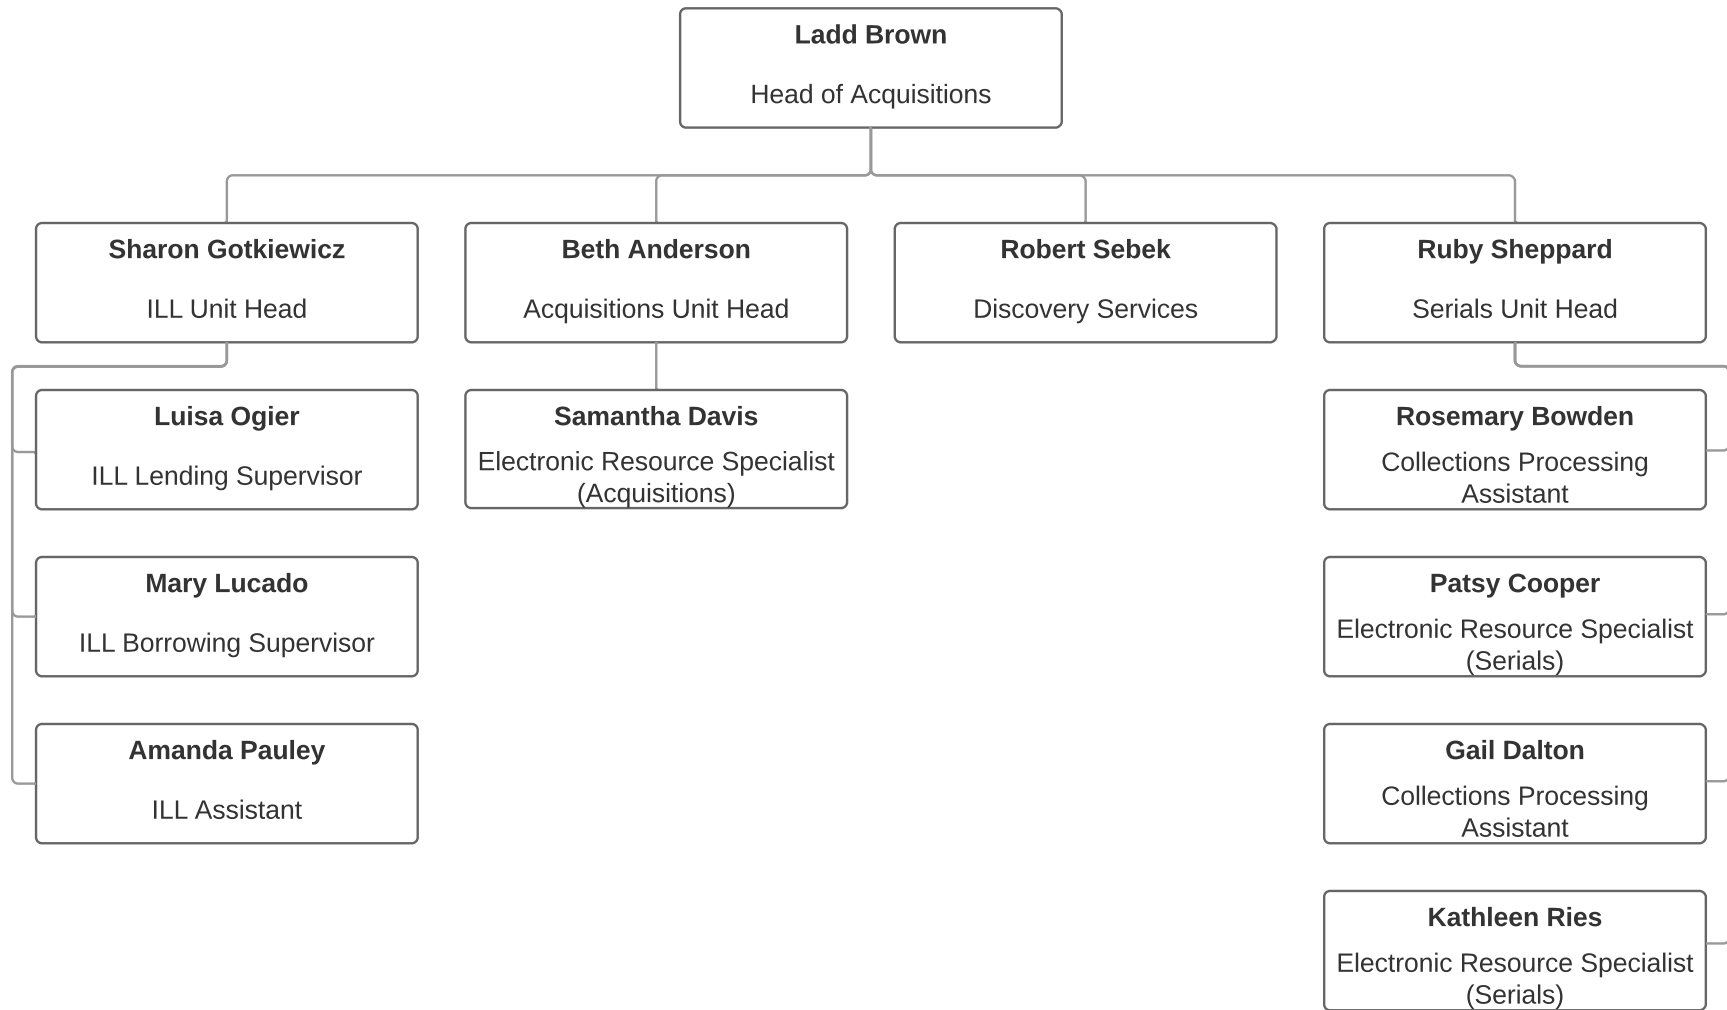 Ladd Brown
Head of Acquisitions
Sharon Gotkiewicz
ILL Unit Head
Beth Anderson
Acquisitions Unit Head
Robert Sebek
Discovery Services
Ruby Sheppard
Serials Unit Head
Luisa Ogier
ILL Lending Supervisor
Samantha Davis
Electronic Resource Specialist
(Acquisitions)
Rosemary Bowden
Collections Processing
Assistant
Mary Lucado
ILL Borrowing Supervisor
Patsy Cooper
Electronic Resource Specialist
(Serials)
Amanda Pauley
ILL Assistant
Gail Dalton
Collections Processing
Assistant
Kathleen Ries
Electronic Resource Specialist
(Serials)